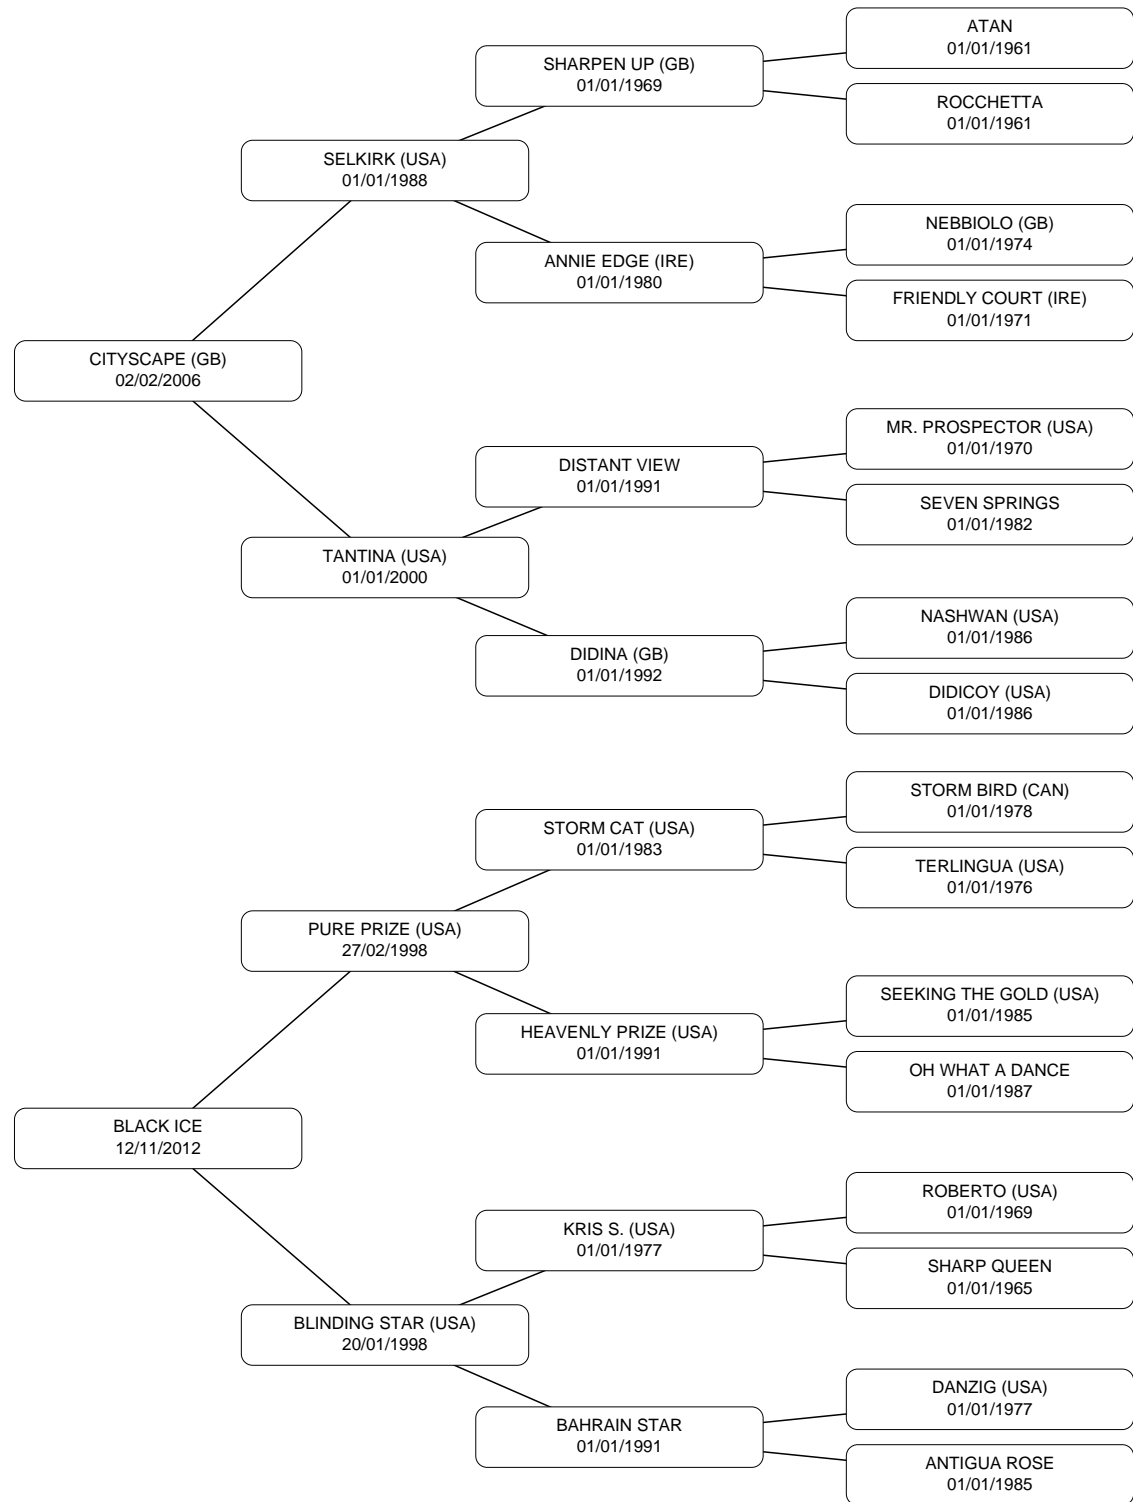 ATAN
01/01/1961
SHARPEN UP (GB)
01/01/1969
ROCCHETTA
01/01/1961
SELKIRK (USA)
01/01/1988
NEBBIOLO (GB)
01/01/1974
ANNIE EDGE (IRE)
01/01/1980
FRIENDLY COURT (IRE)
01/01/1971
CITYSCAPE (GB)
02/02/2006
MR. PROSPECTOR (USA)
01/01/1970
DISTANT VIEW
01/01/1991
SEVEN SPRINGS
01/01/1982
TANTINA (USA)
01/01/2000
NASHWAN (USA)
01/01/1986
DIDINA (GB)
01/01/1992
DIDICOY (USA)
01/01/1986
STORM BIRD (CAN)
01/01/1978
STORM CAT (USA)
01/01/1983
TERLINGUA (USA)
01/01/1976
PURE PRIZE (USA)
27/02/1998
SEEKING THE GOLD (USA)
01/01/1985
HEAVENLY PRIZE (USA)
01/01/1991
OH WHAT A DANCE
01/01/1987
BLACK ICE
12/11/2012
ROBERTO (USA)
01/01/1969
KRIS S. (USA)
01/01/1977
SHARP QUEEN
01/01/1965
BLINDING STAR (USA)
20/01/1998
DANZIG (USA)
01/01/1977
BAHRAIN STAR
01/01/1991
ANTIGUA ROSE
01/01/1985